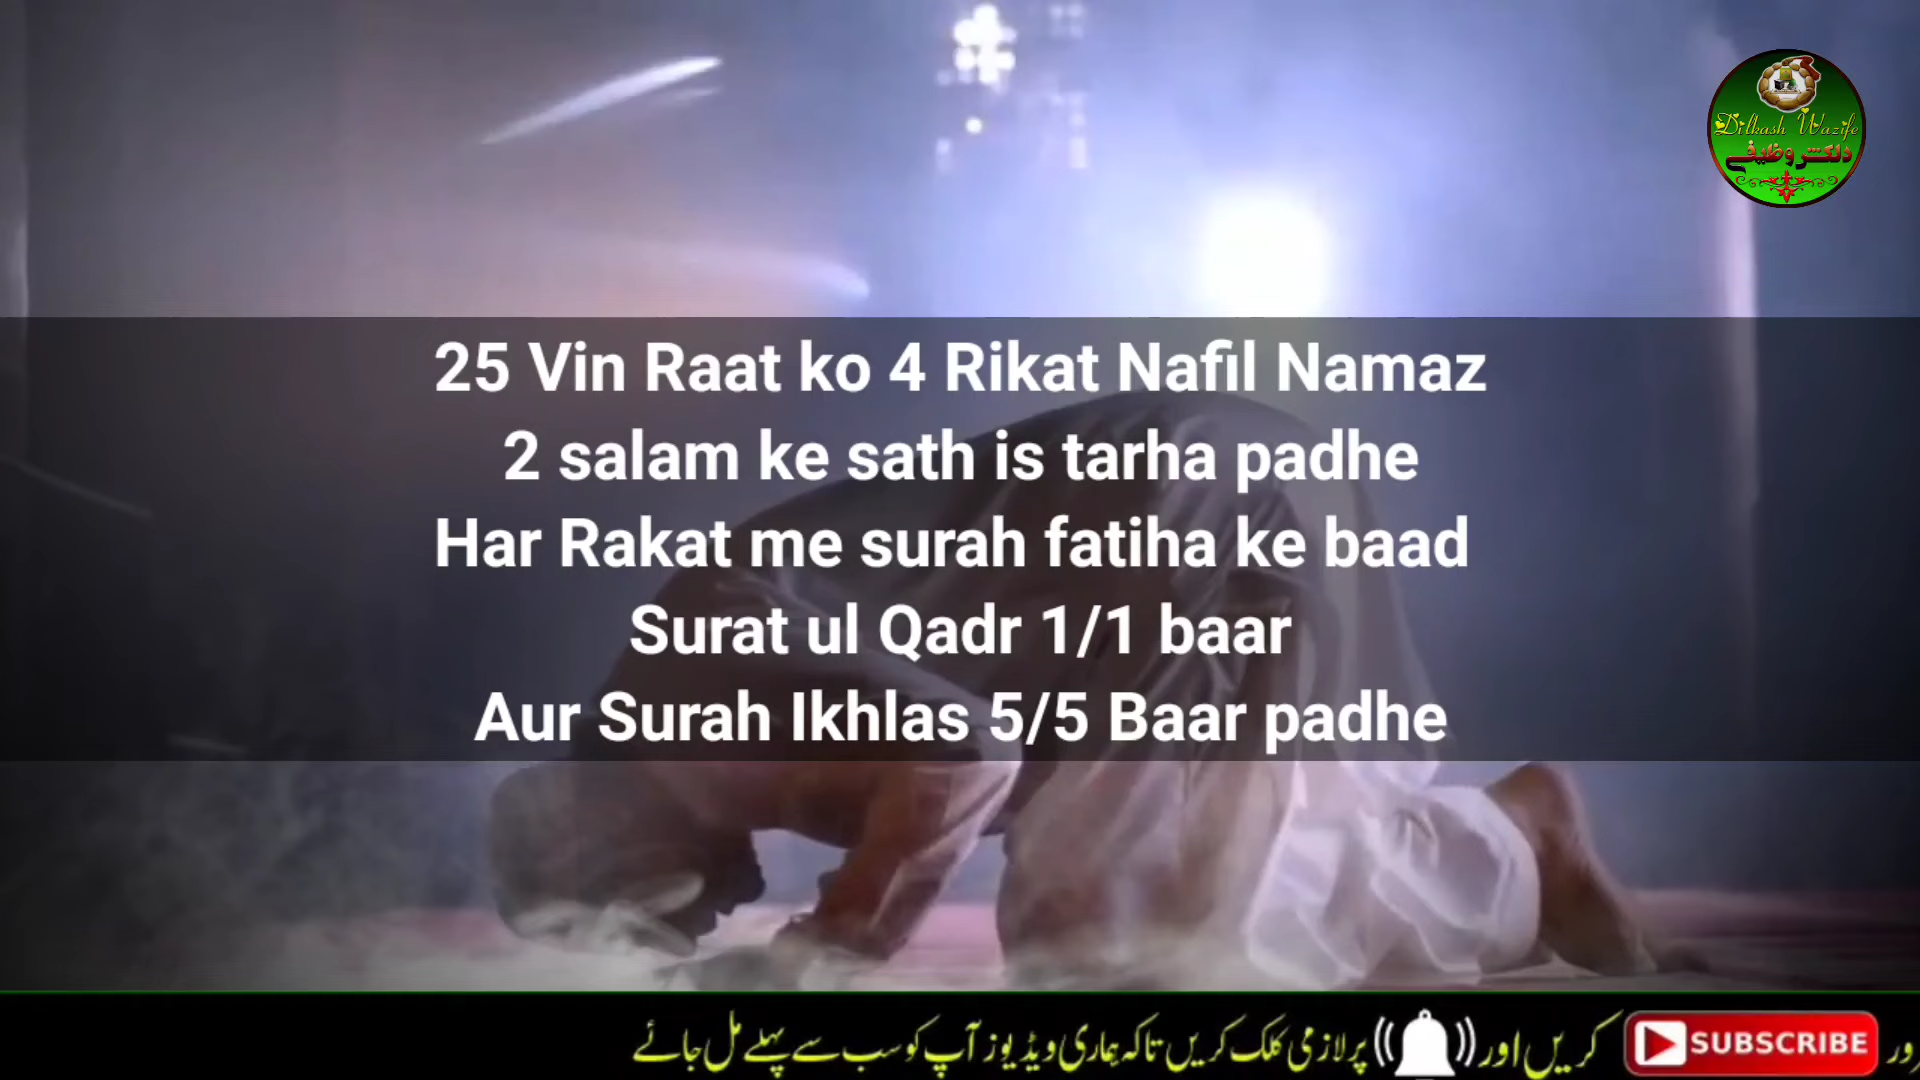 Dilkash Wazife
دلکش وظیفے
25 Vin Raat ko 4 Rikat Nafil Namaz
2 salam ke sath is tarha padhe
Har Rakat me surah fatiha ke baad
Surat ul Qadr 1/1 baar
Aur Surah Ikhlas 5/5 Baar padhe
SUBSCRIBE کریں اور پر لازمی کلک کریں تاکہ ہماری ویڈیوز آپ کو سب سے پہلے مل جائے